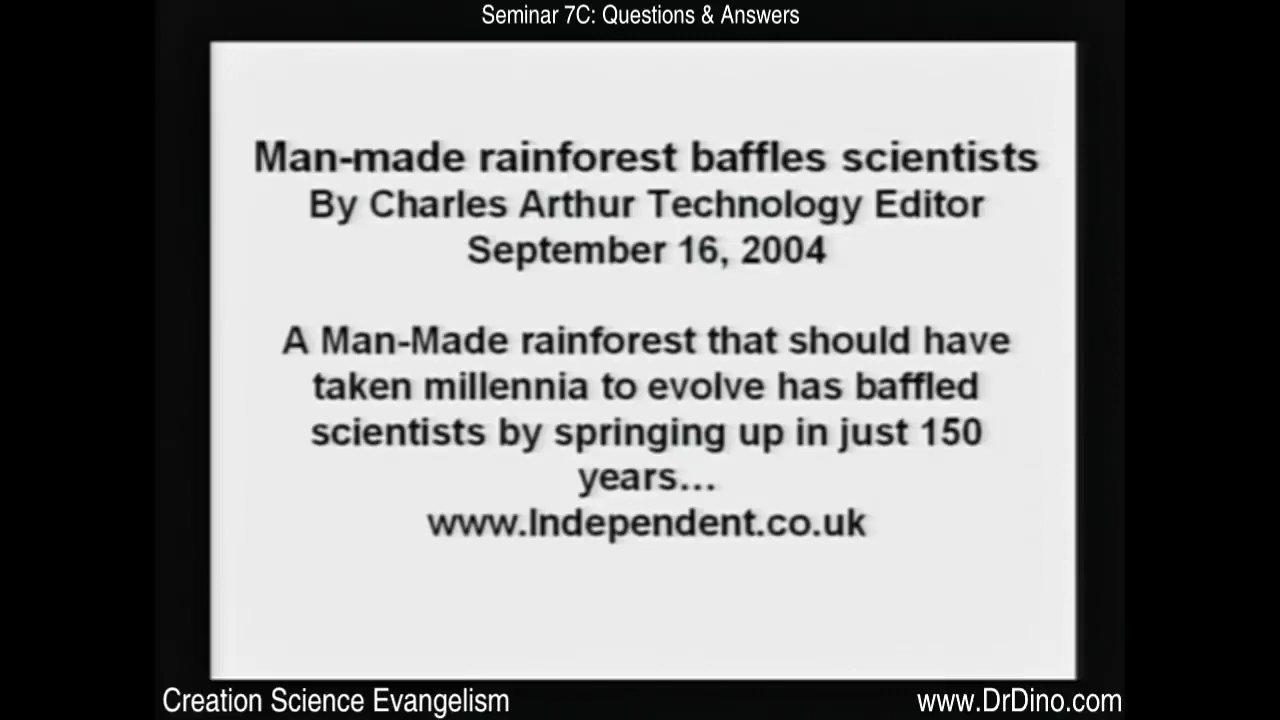 Seminar 7C: Questions & Answers
Man-made rainforest baffles scientists
By Charles Arthur Technology Editor
September 16, 2004
A Man-Made rainforest that should have
taken millennia to evolve has baffled
scientists by springing up in just 150
years...
www.Independent.co.uk
Creation Science Evangelism
www.DrDino.com